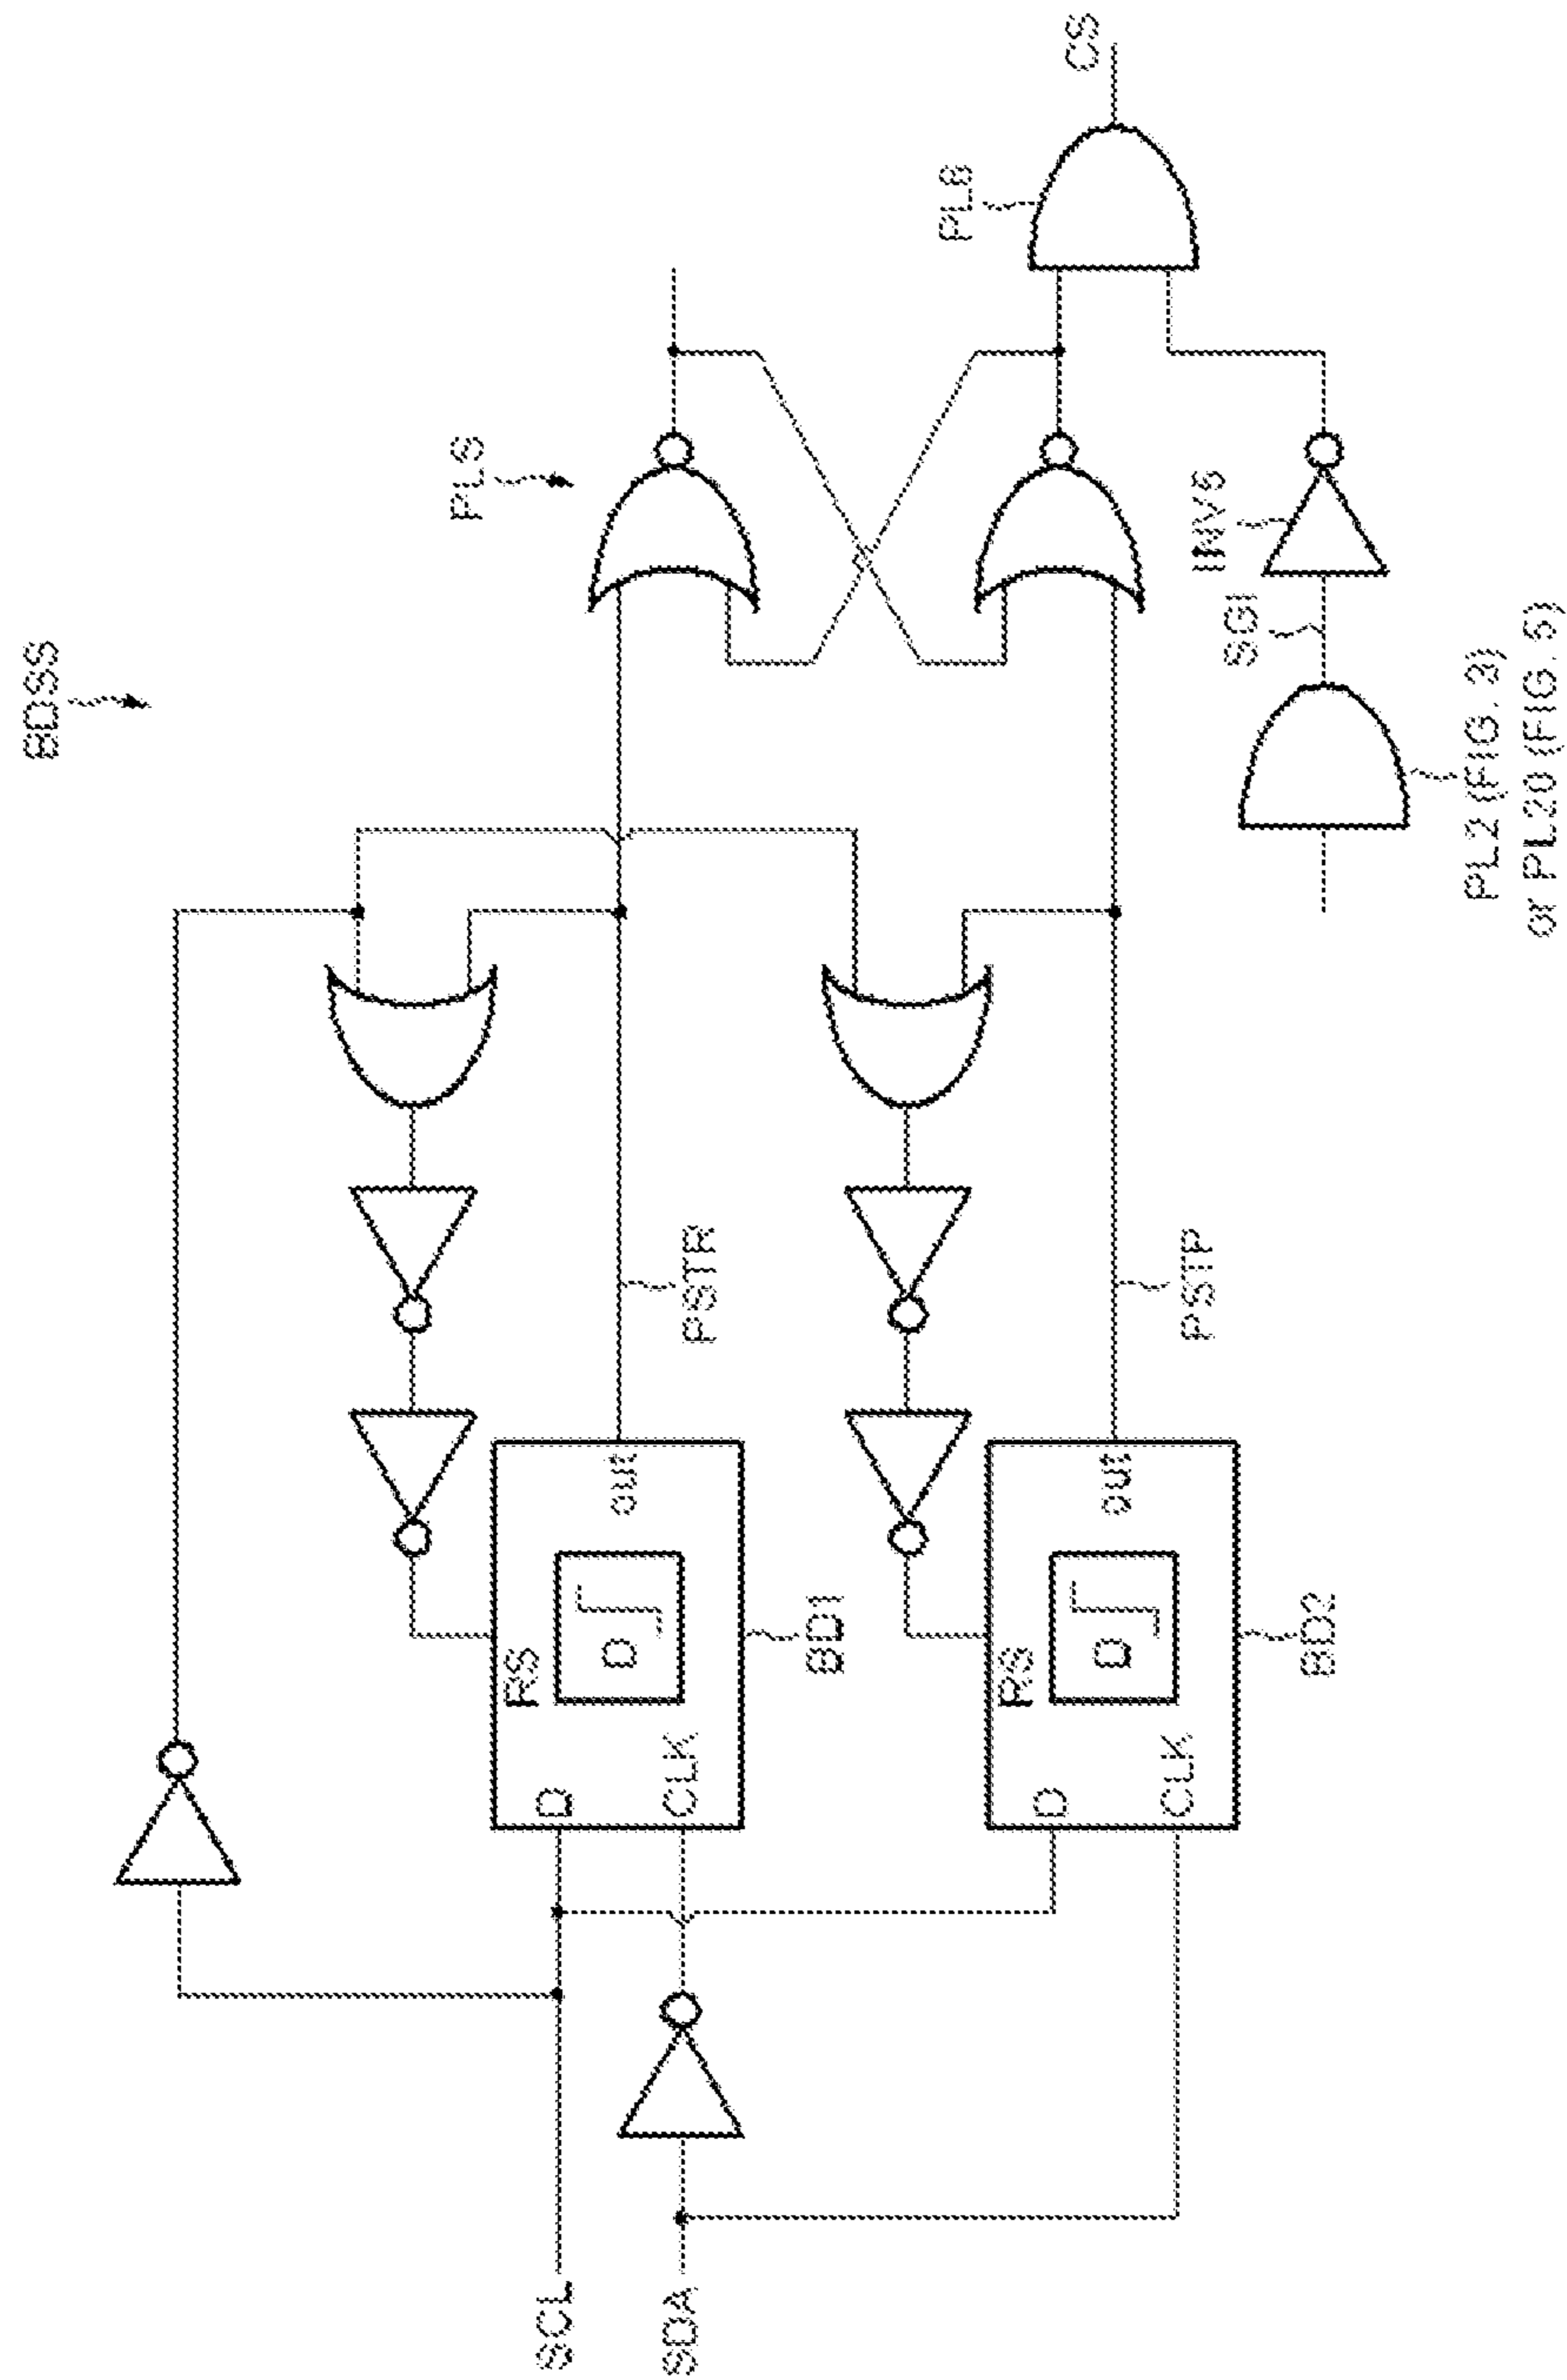 BDSS
SCL
SDA
D
CLK
RS
D
out
BD1
PSTR
D
CLK
RS
D
out
BD2
PSTP
PLS
PL6
CS
INV5
SGI
PL2 (FIG. 3)
or PL20 (FIG. 5)